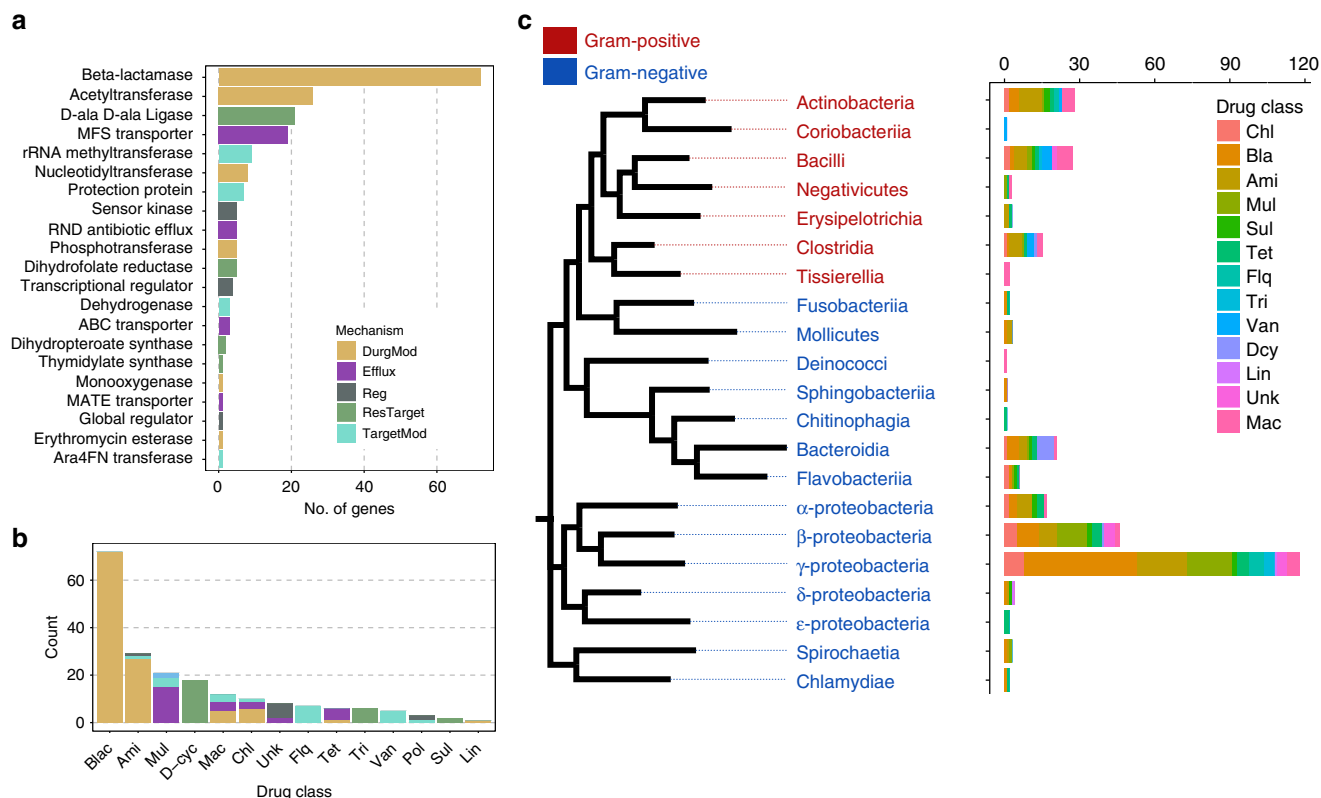 a
Beta-lactamase
Acetyltransferase
D-ala D-ala Ligase
MFS transporter
rRNA methyltransferase
Nucleotidyltransferase
Protection protein
Sensor kinase
RND antibiotic efflux
Phosphotransferase
Dihydrofolate reductase
Transcriptional regulator
Dehydrogenase
ABC transporter
Dihydropteroate synthase
Thymidylate synthase
Monooxygenase
MATE transporter
Global regulator
Erythromycin esterase
Ara4FN transferase
Mechanism
DurgMod
Efflux
Reg
ResTarget
TargetMod
0 20 40 60
No. of genes
b
Count
60
40
20
0
Blac Ami Mul D-cyc Mac Chl Unk Flq Tet Tri Van Pol Sul Lin
Drug class
c
Gram-positive
Gram-negative
Actinobacteria
Coriobacteriia
Bacilli
Negativicutes
Erysipelotrichia
Clostridia
Tissierellia
Fusobacteriia
Mollicutes
Deinococci
Sphingobacteriia
Chitinophagia
Bacteroidia
Flavobacteriia
α-proteobacteria
β-proteobacteria
γ-proteobacteria
δ-proteobacteria
ε-proteobacteria
Spirochaetia
Chlamydiae
0 30 60 90 120
Drug class
Chl
Bla
Ami
Mul
Sul
Tet
Flq
Tri
Van
Dcy
Lin
Unk
Mac